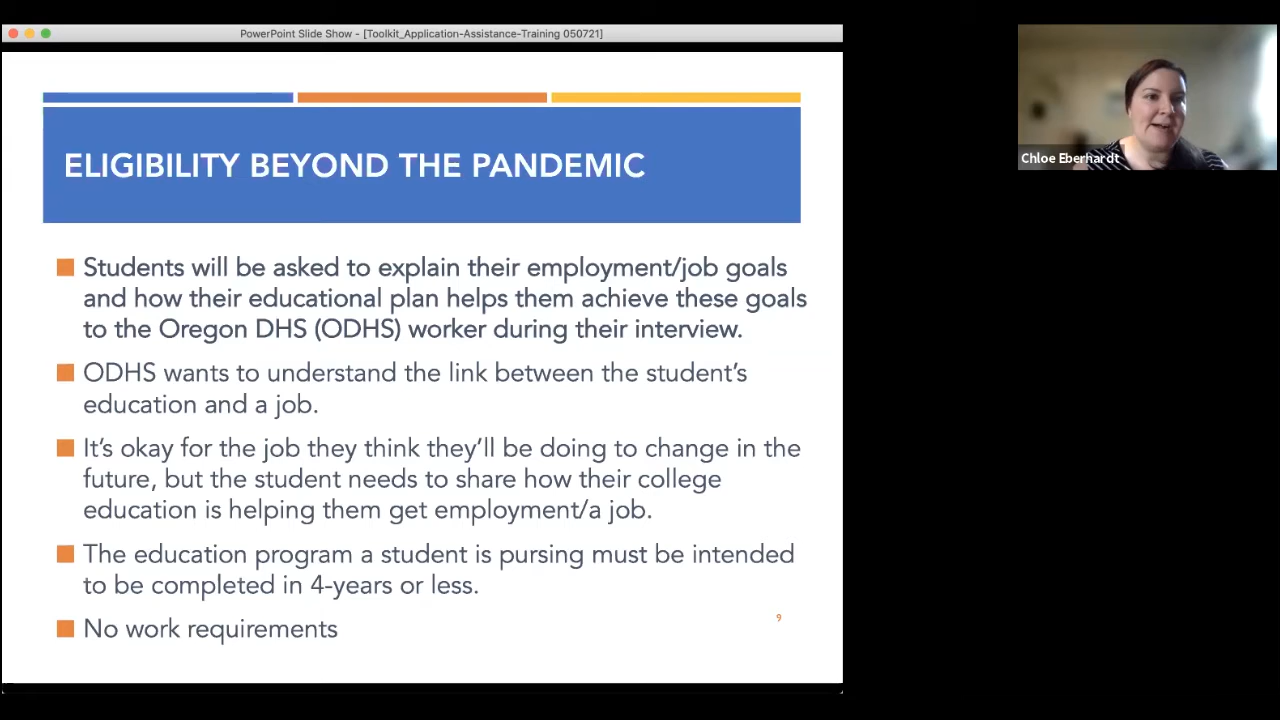 PowerPoint Slide Show - [Toolkit_Application-Assistance-Training 050721]
Chloe Eberhardt
ELIGIBILITY BEYOND THE PANDEMIC
Students will be asked to explain their employment/job goals
and how their educational plan helps them achieve these goals
to the Oregon DHS (ODHS) worker during their interview.
ODHS wants to understand the link between the student’s
education and a job.
It’s okay for the job they think they’ll be doing to change in the
future, but the student needs to share how their college
education is helping them get employment/a job.
The education program a student is pursing must be intended
to be completed in 4-years or less.
No work requirements
9